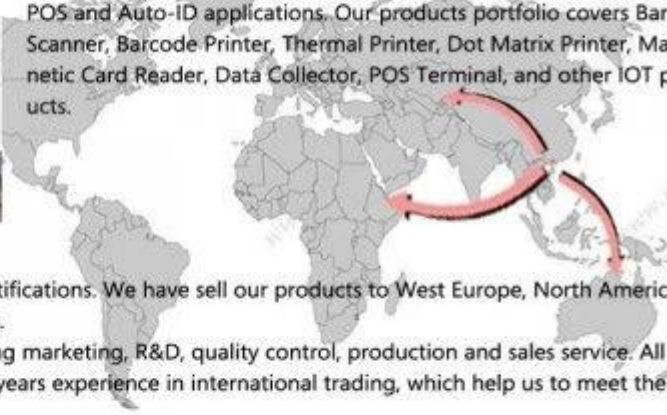 POS and Auto-ID applications. Our products portfolio covers Bar
Scanner, Barcode Printer, Thermal Printer, Dot Matrix Printer, Ma
netic Card Reader, Data Collector, POS Terminal, and other IOT p
ucts.
tifications. We have sell our products to West Europe, North Americ
.
ng marketing, R&D, quality control, production and sales service. All
years experience in international trading, which help us to meet the